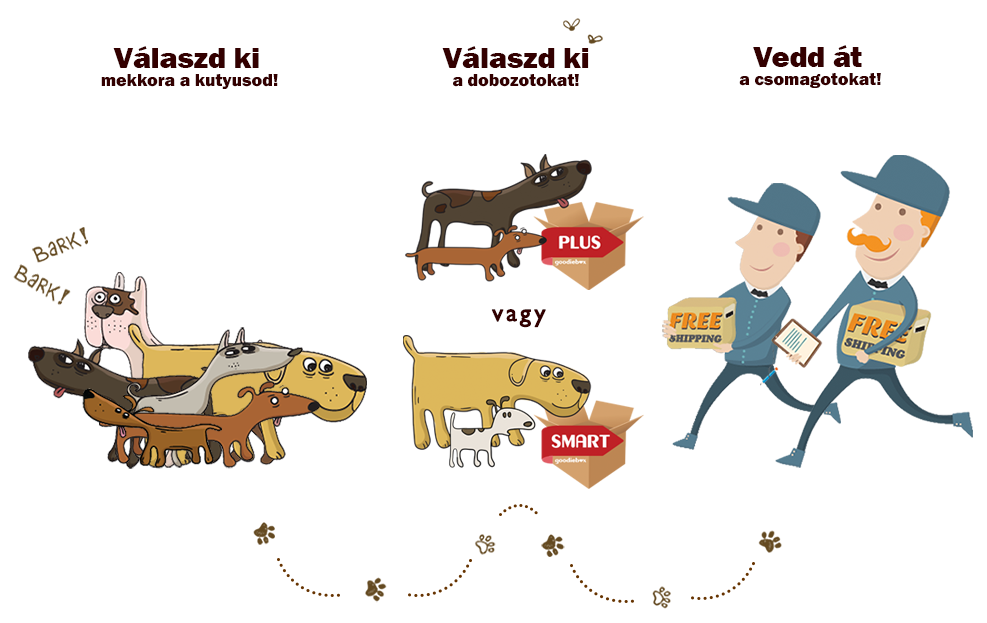 Válaszd ki
mekkora a kutyusod!
Válaszd ki
a dobozotokat!
Vedd át
a csomagotokat!
BARK!
BARK!
PLUS
goodiebox
vagy
SMART
goodiebox
FREE
SHIPPING
FREE
SHIPPING